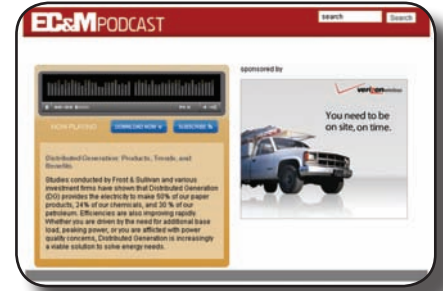 EC&M PODCAST
search Search
sponsored by
verizon wireless
You need to be
on site, on time.
NOW PLAYING DOWNLOAD NOW SUBSCRIBE
Distributed Generation: Products, Trends, and
Benefits
Studies conducted by Frost & Sullivan and various
investment firms have shown that Distributed Generation
(DG) provides the electricity to make 50% of our paper
products, 24% of our chemicals, and 30 % of our
petroleum. Efficiencies are also improving rapidly.
Whether you are driven by the need for additional base
load, peaking power, or you are afflicted with power
quality concerns, Distributed Generation is increasingly
a viable solution to solve energy needs.